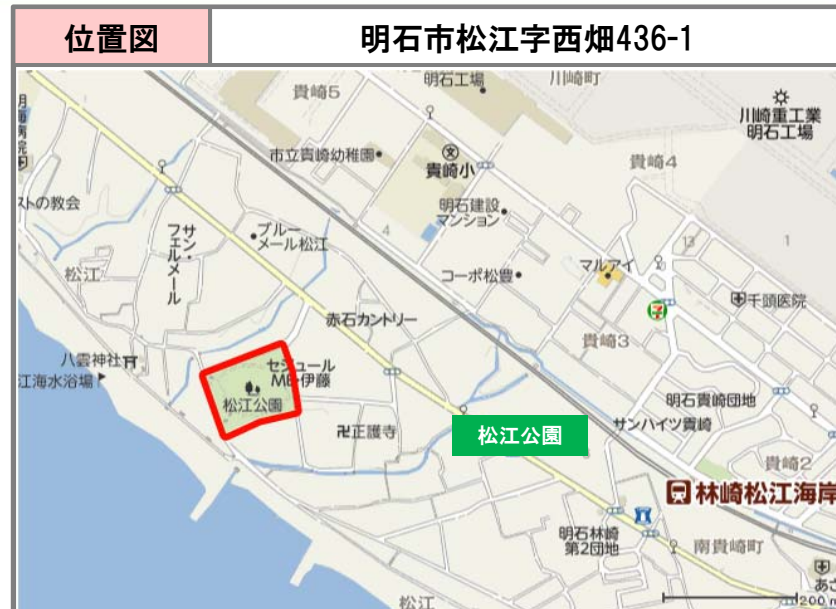 位置図
明石市松江字西畑436-1
明石工場
川崎町
貴崎5
川崎重工業
明石工場
市立貴崎幼稚園
貴崎小
貴崎4
明石建設
マンション
ストの教会
サン・
フェルメール
ブルー
メール松江
4
13
1
松江
コーポ松豊
マルアイ
千頭医院
赤石カントリー
貴崎3
八雲神社
江海水浴場
セジュール
ME伊藤
松江公園
正護寺
松江公園
明石貴崎団地
サンハイツ貴崎
貴崎2
林崎松江海岸
明石林崎
第2団地
南貴崎町
あさ
松江
200 m